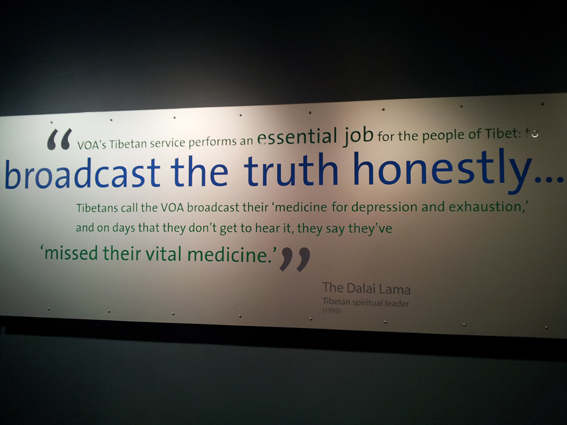 “ VOA's Tibetan service performs an essential job for the people of Tibet: to
broadcast the truth honestly...
Tibetans call the VOA broadcast their ‘medicine for depression and exhaustion,’
and on days that they don't get to hear it, they say they've
‘missed their vital medicine.’ ”
The Dalai Lama
Tibetan spiritual leader